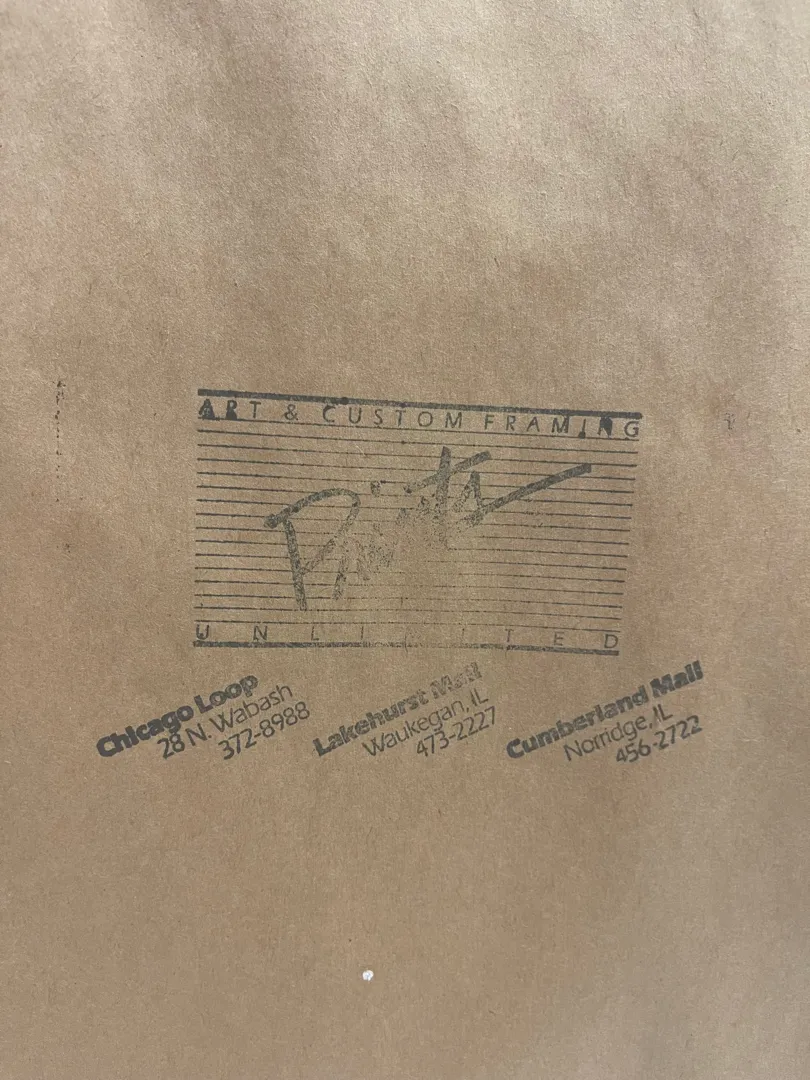 ART & CUSTOM FRAMING
Prints
UNLIMITED
Chicago Loop
28 N. Wabash
372-8988
Lakehurst Mall
Waukegan, IL
473-2227
Cumberland Mall
Norridge, IL
456-2722